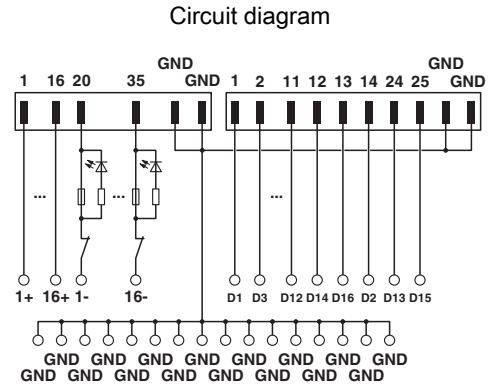 Circuit diagram
GND GND
1 16 20 35 GND 1 2 11 12 13 14 24 25 GND
... ... ...
1+ 16+ 1- 16- D1 D3 D12 D14 D16 D2 D13 D15
GND GND GND GND GND GND GND GND
GND GND GND GND GND GND GND GND